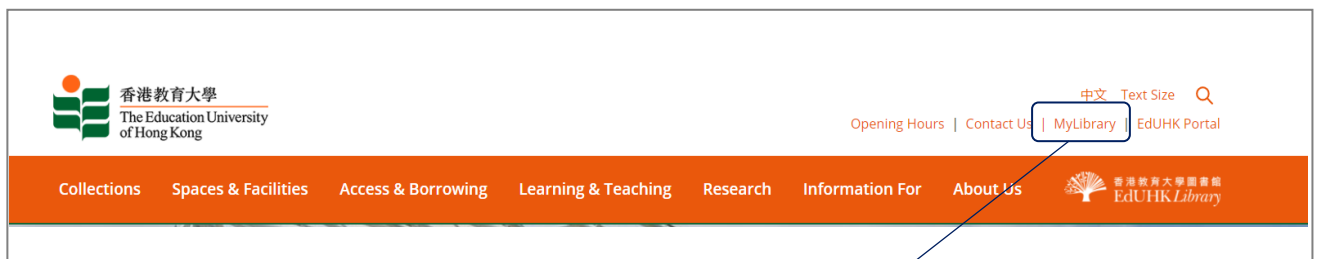 香港教育大學
The Education University
of Hong Kong
中文 Text Size
Opening Hours | Contact Us | MyLibrary | EdUHK Portal
Collections Spaces & Facilities Access & Borrowing Learning & Teaching Research Information For About Us
香港教育大學圖書館
EdUHK Library